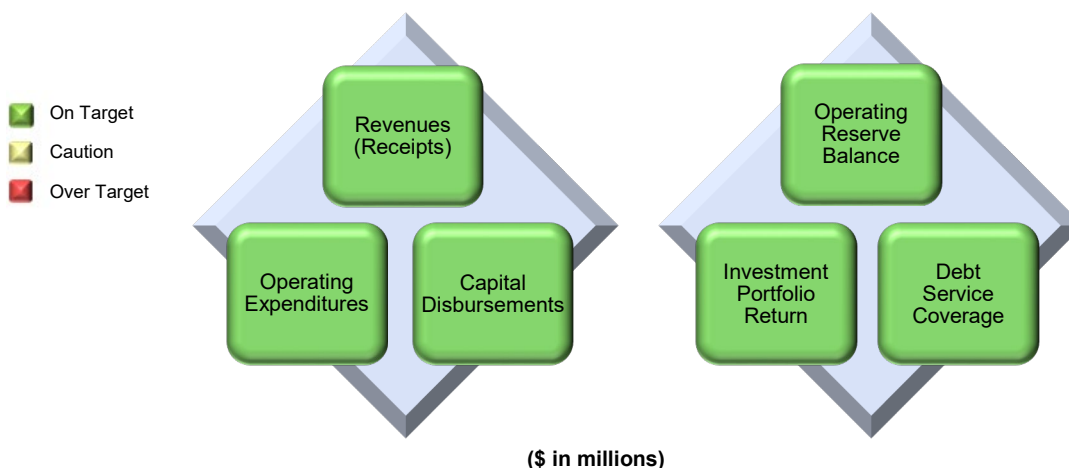 On Target
Caution
Over Target
Revenues
(Receipts)
Operating
Expenditures
Capital
Disbursements
Operating
Reserve
Balance
Investment
Portfolio
Return
Debt
Service
Coverage
($ in millions)